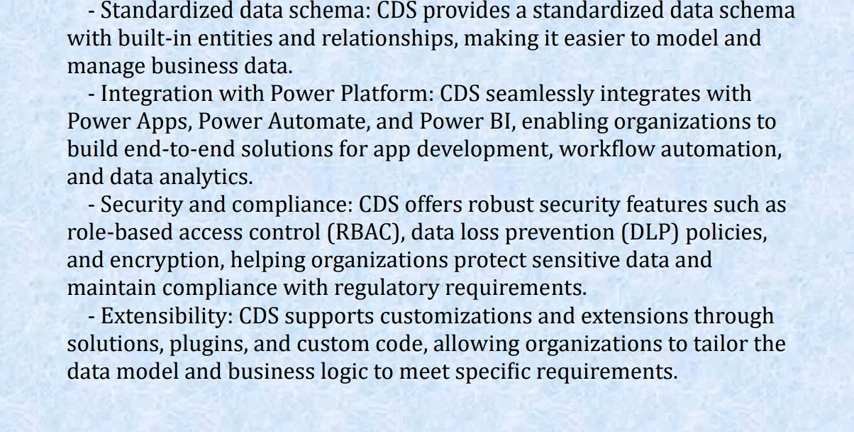 - Standardized data schema: CDS provides a standardized data schema
with built-in entities and relationships, making it easier to model and
manage business data.
- Integration with Power Platform: CDS seamlessly integrates with
Power Apps, Power Automate, and Power BI, enabling organizations to
build end-to-end solutions for app development, workflow automation,
and data analytics.
- Security and compliance: CDS offers robust security features such as
role-based access control (RBAC), data loss prevention (DLP) policies,
and encryption, helping organizations protect sensitive data and
maintain compliance with regulatory requirements.
- Extensibility: CDS supports customizations and extensions through
solutions, plugins, and custom code, allowing organizations to tailor the
data model and business logic to meet specific requirements.